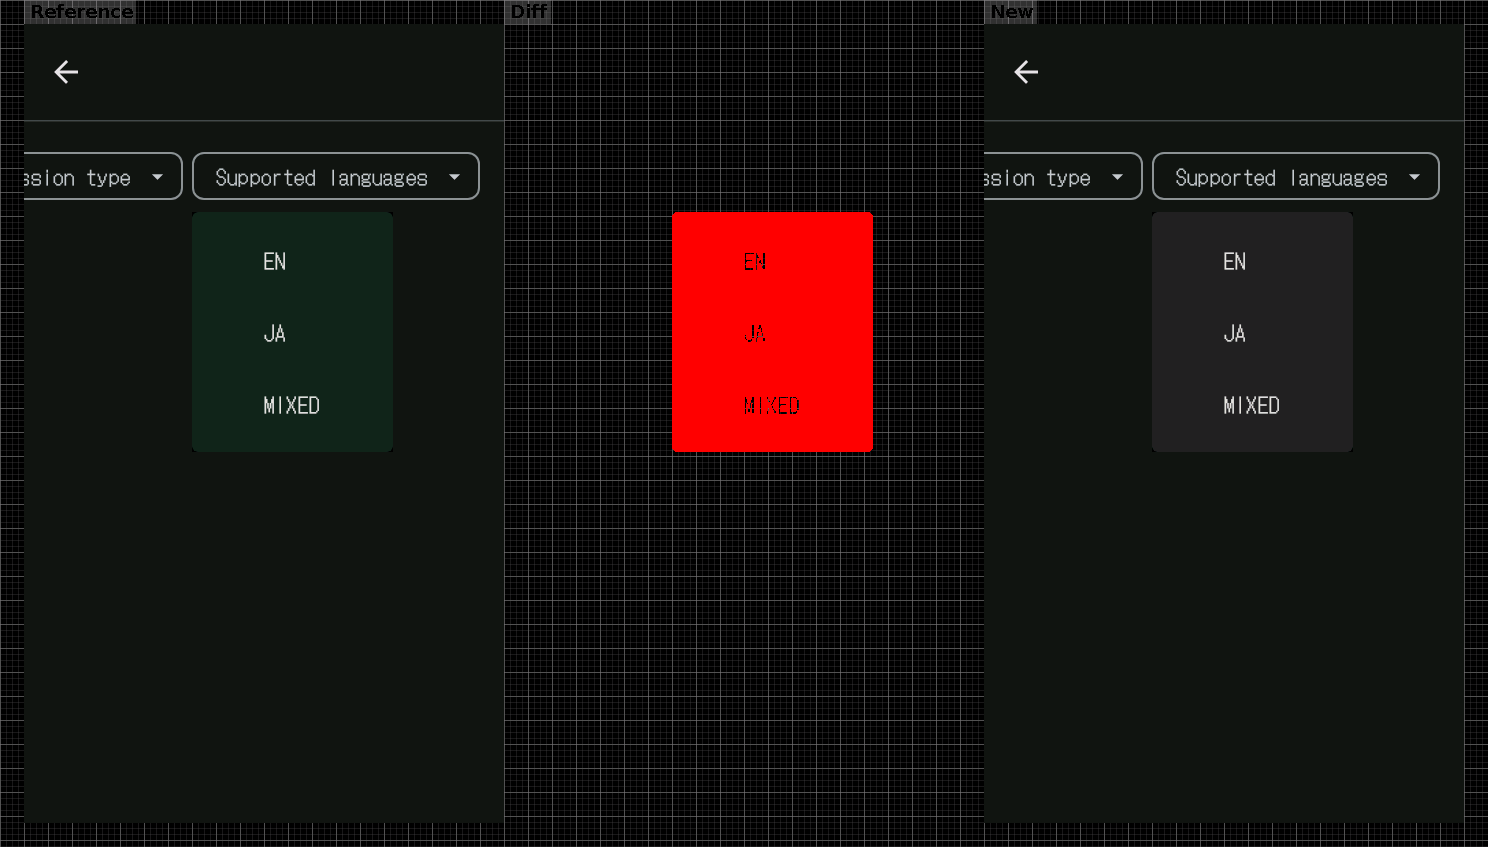 Reference
Diff
New
ssion type
Supported languages
EN
JA
MIXED
EN
JA
MIXED
ssion type
Supported languages
EN
JA
MIXED